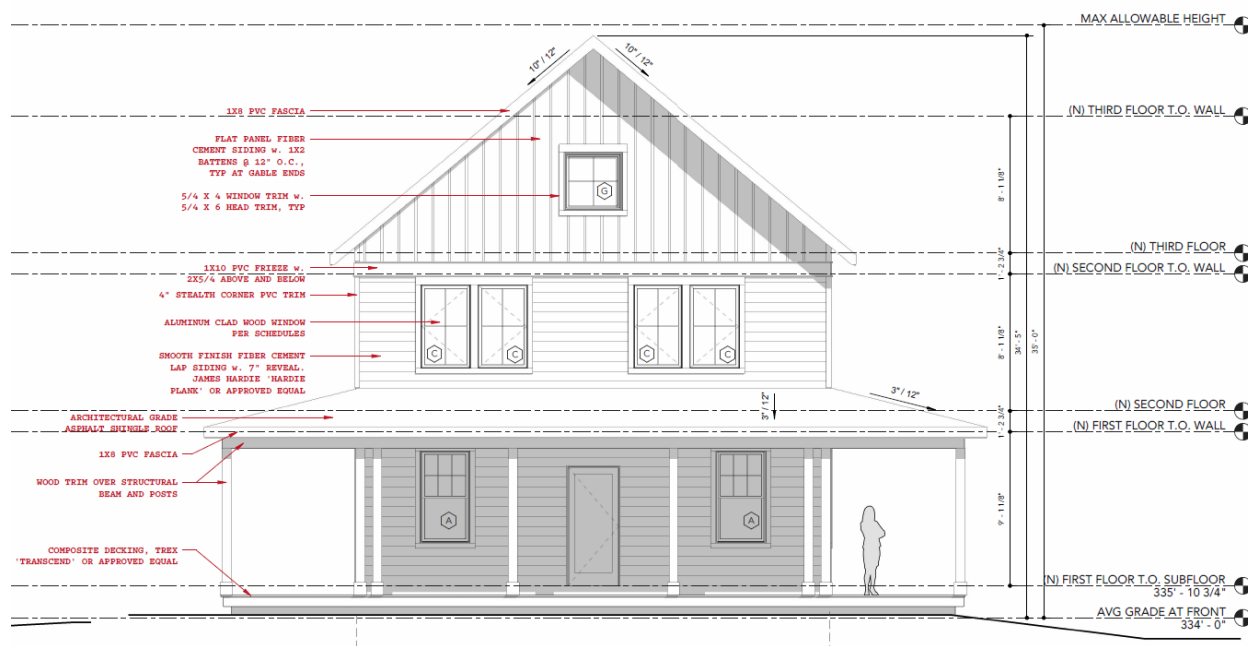 MAX ALLOWABLE HEIGHT
10" / 12"
10" / 12"
1X8 PVC FASCIA
(N) THIRD FLOOR T.O. WALL
FLAT PANEL FIBER
CEMENT SIDING w. 1X2
BATTENS @ 12" O.C.,
TYP AT GABLE ENDS
8' - 1 1/8"
5/4 X 4 WINDOW TRIM w.
5/4 X 6 HEAD TRIM, TYP
G
(N) THIRD FLOOR
1' - 2 3/4"
1X10 PVC FRIEZE w.
2X5/4 ABOVE AND BELOW
(N) SECOND FLOOR T.O. WALL
4" STEALTH CORNER PVC TRIM
ALUMINUM CLAD WOOD WINDOW
PER SCHEDULES
8' - 1 1/8"
34' - 5"
35' - 0"
C
C
C
C
SMOOTH FINISH FIBER CEMENT
LAP SIDING w. 7" REVEAL.
JAMES HARDIE 'HARDIE
PLANK' OR APPROVED EQUAL
3" / 12"
3" / 12"
(N) SECOND FLOOR
1' - 2 3/4"
ARCHITECTURAL GRADE
ASPHALT SHINGLE ROOF
(N) FIRST FLOOR T.O. WALL
1X8 PVC FASCIA
WOOD TRIM OVER STRUCTURAL
BEAM AND POSTS
9' - 1 1/8"
A
A
COMPOSITE DECKING, TREX
'TRANSCEND' OR APPROVED EQUAL
(N) FIRST FLOOR T.O. SUBFLOOR
335' - 10 3/4"
AVG GRADE AT FRONT
334' - 0"